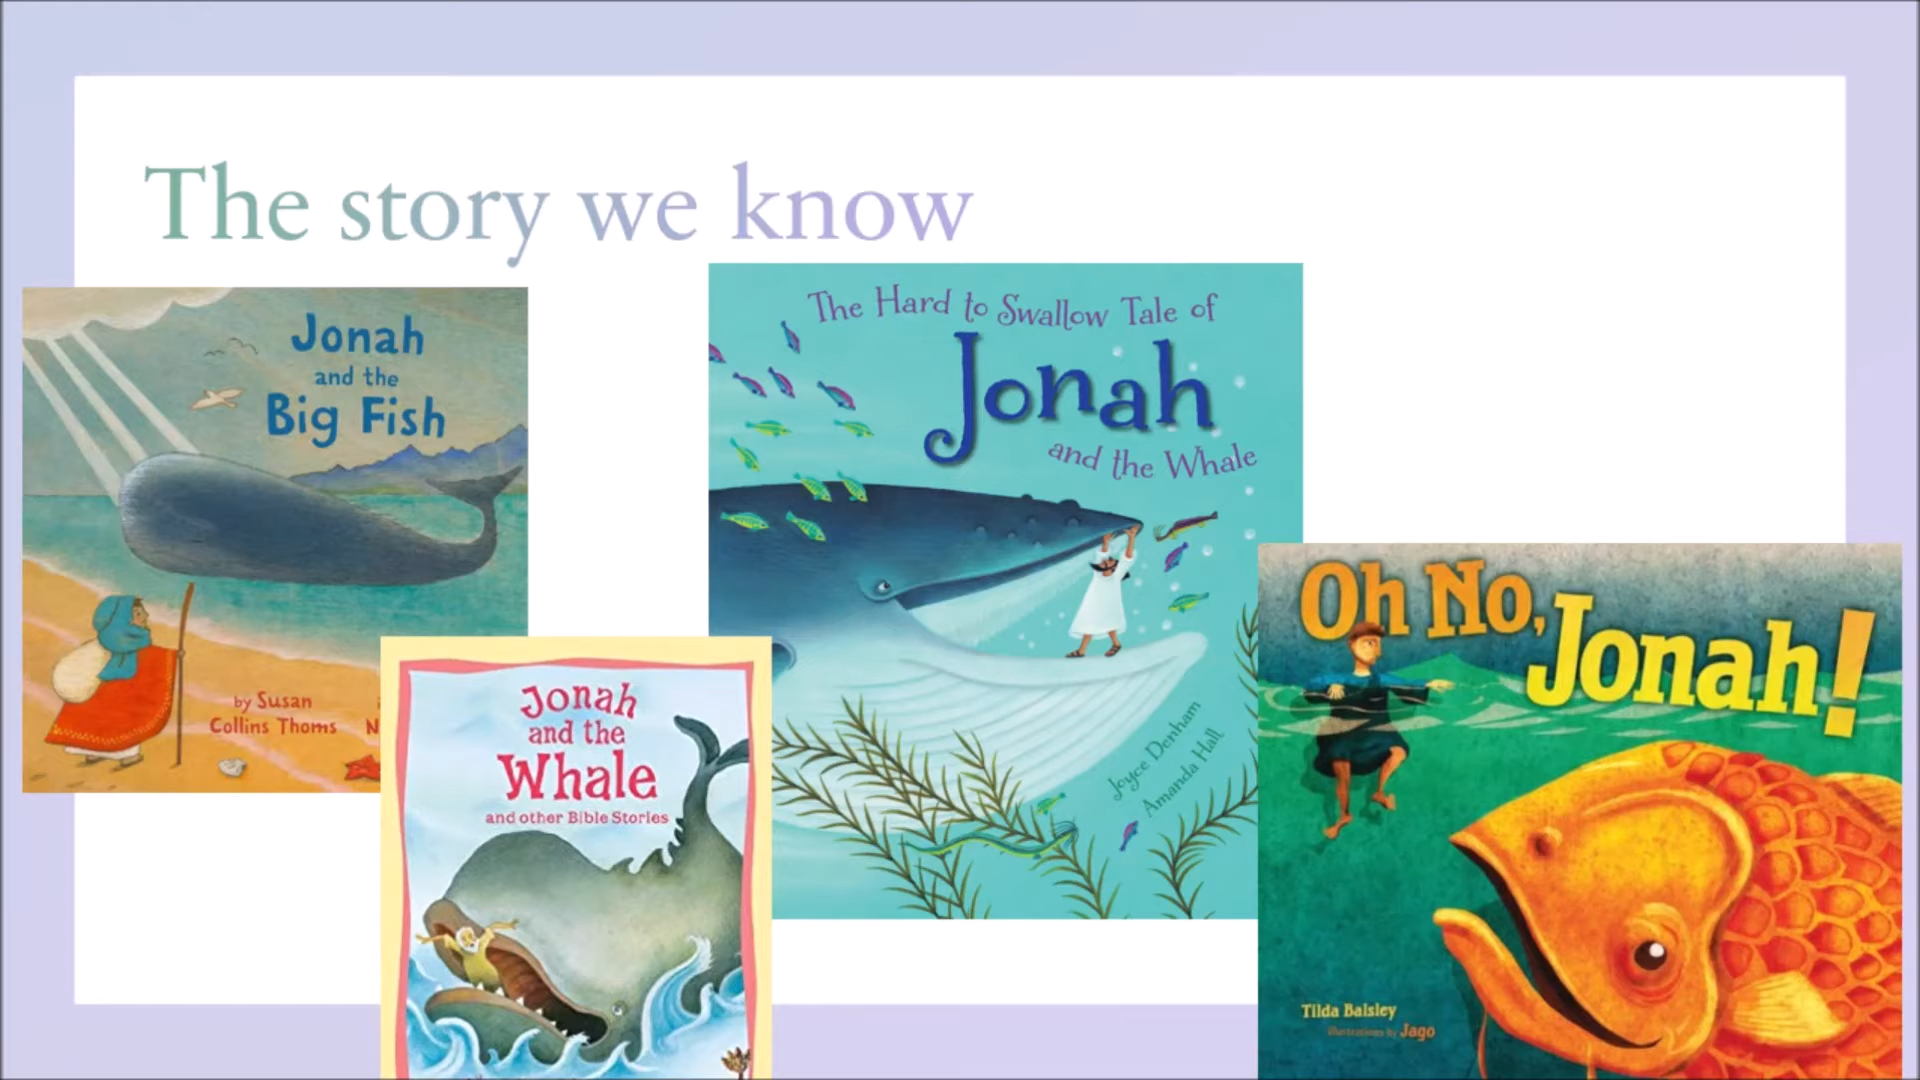 The story we know
Jonah
and the
Big Fish
by Susan
Collins Thoms
N
Jonah
and the
Whale
and other Bible Stories
The Hard to Swallow Tale of
Jonah
and the Whale
Joyce Denham
Amanda Hall
Oh No,
Jonah!
Tilda Balsley
illustrations by Jago